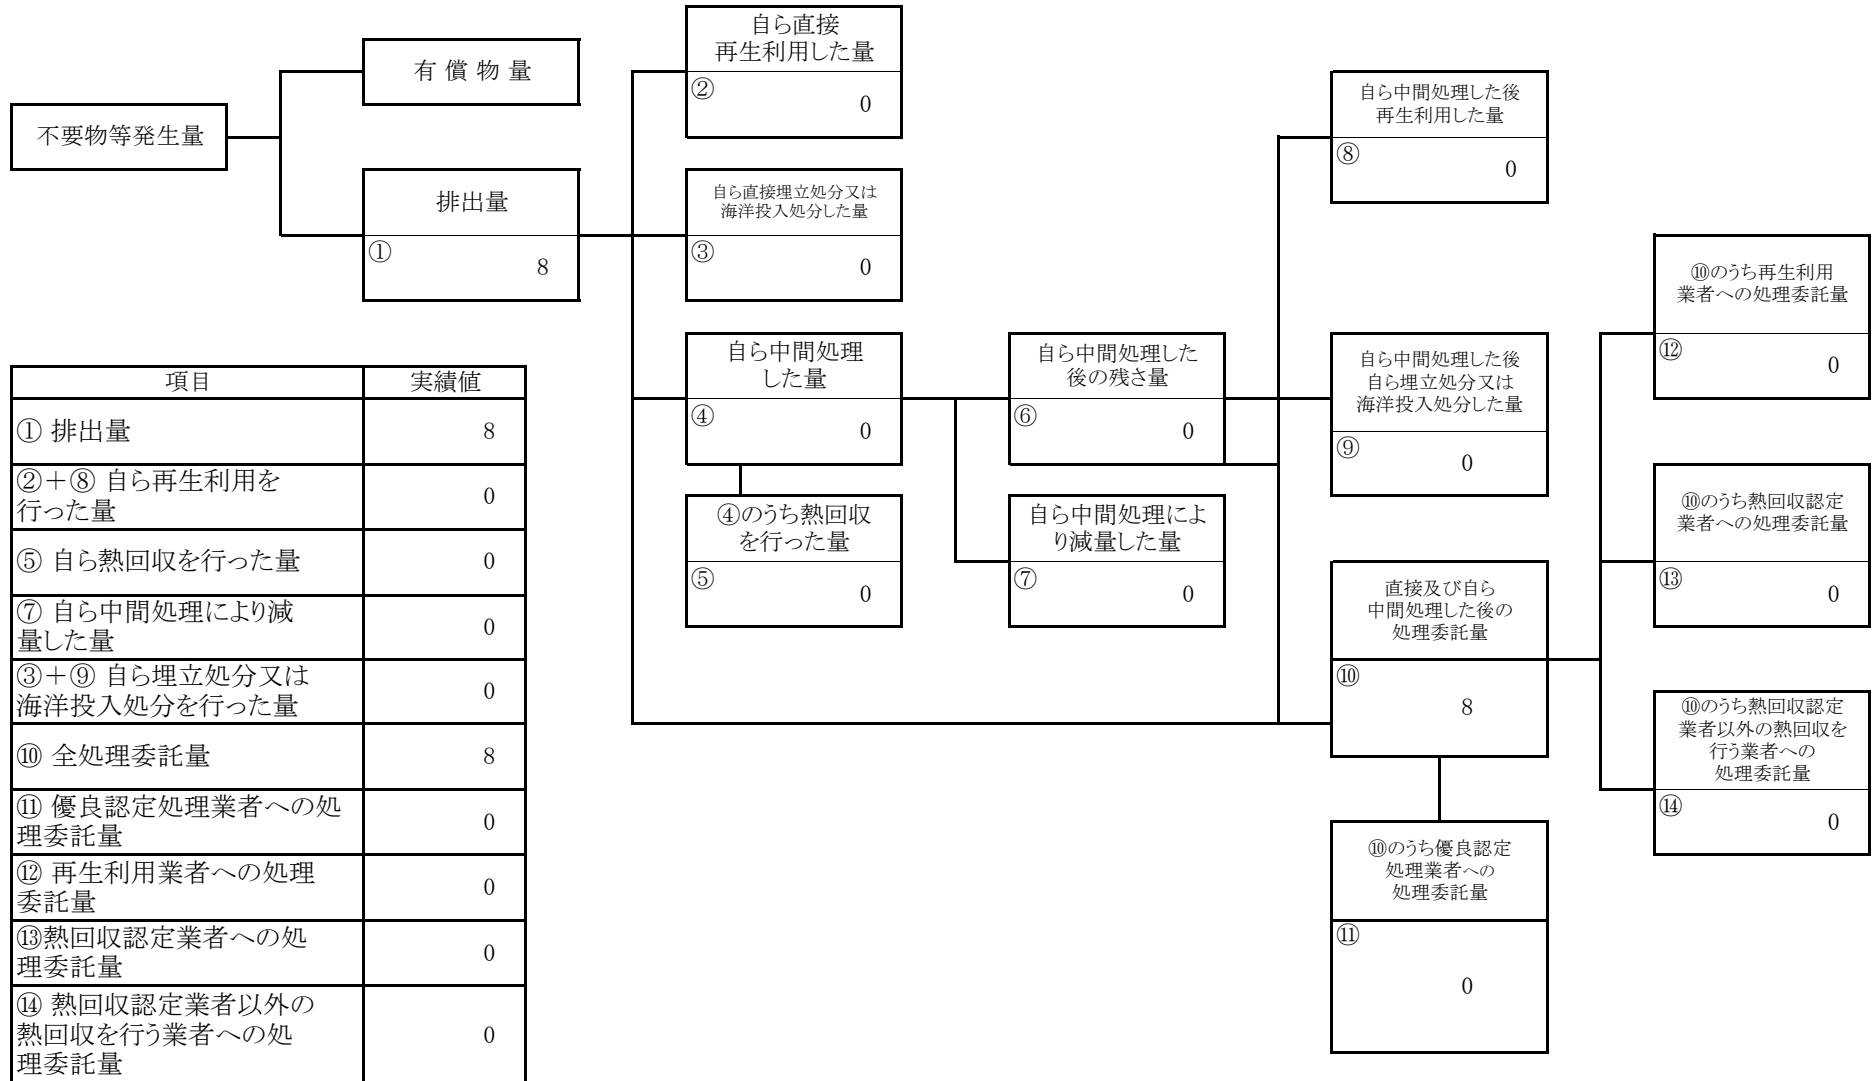 自ら直接
再生利用した量
②
0
有 償 物 量
不要物等発生量
排出量
①
8
自ら直接埋立処分又は
海洋投入処分した量
③
0
自ら中間処理した後
再生利用した量
⑧
0
自ら中間処理
した量
④
0
自ら中間処理した
後の残さ量
⑥
0
自ら中間処理した後
自ら埋立処分又は
海洋投入処分した量
⑨
0
④のうち熱回収
を行った量
⑤
0
自ら中間処理によ
り減量した量
⑦
0
直接及び自ら
中間処理した後の
処理委託量
⑩
8
⑩のうち優良認定
処理業者への
処理委託量
⑪
0
⑩のうち再生利用
業者への処理委託量
⑫
0
⑩のうち熱回収認定
業者への処理委託量
⑬
0
⑩のうち熱回収認定
業者以外の熱回収を
行う業者への
処理委託量
⑭
0
項目 実績値
① 排出量 8
②＋⑧ 自ら再生利用を
行った量 0
⑤ 自ら熱回収を行った量 0
⑦ 自ら中間処理により減
量した量 0
③＋⑨ 自ら埋立処分又は
海洋投入処分を行った量 0
⑩ 全処理委託量 8
⑪ 優良認定処理業者への処
理委託量 0
⑫ 再生利用業者への処理
委託量 0
⑬熱回収認定業者への処
理委託量 0
⑭ 熱回収認定業者以外の
熱回収を行う業者への処
理委託量 0